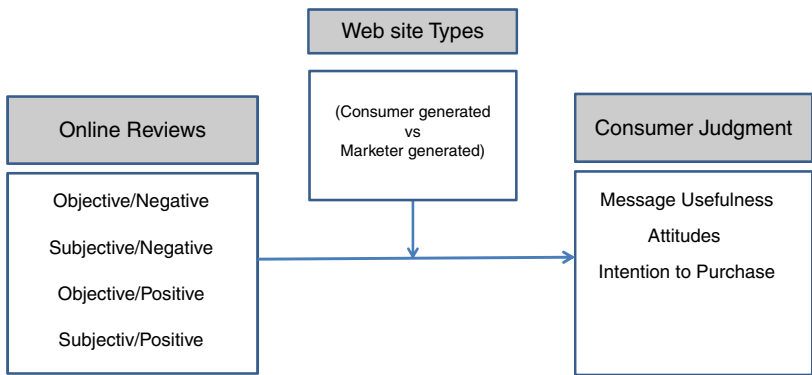 Web site Types
(Consumer generated
vs
Marketer generated)
Online Reviews
Objective/Negative
Subjective/Negative
Objective/Positive
Subjectiv/Positive
Consumer Judgment
Message Usefulness
Attitudes
Intention to Purchase